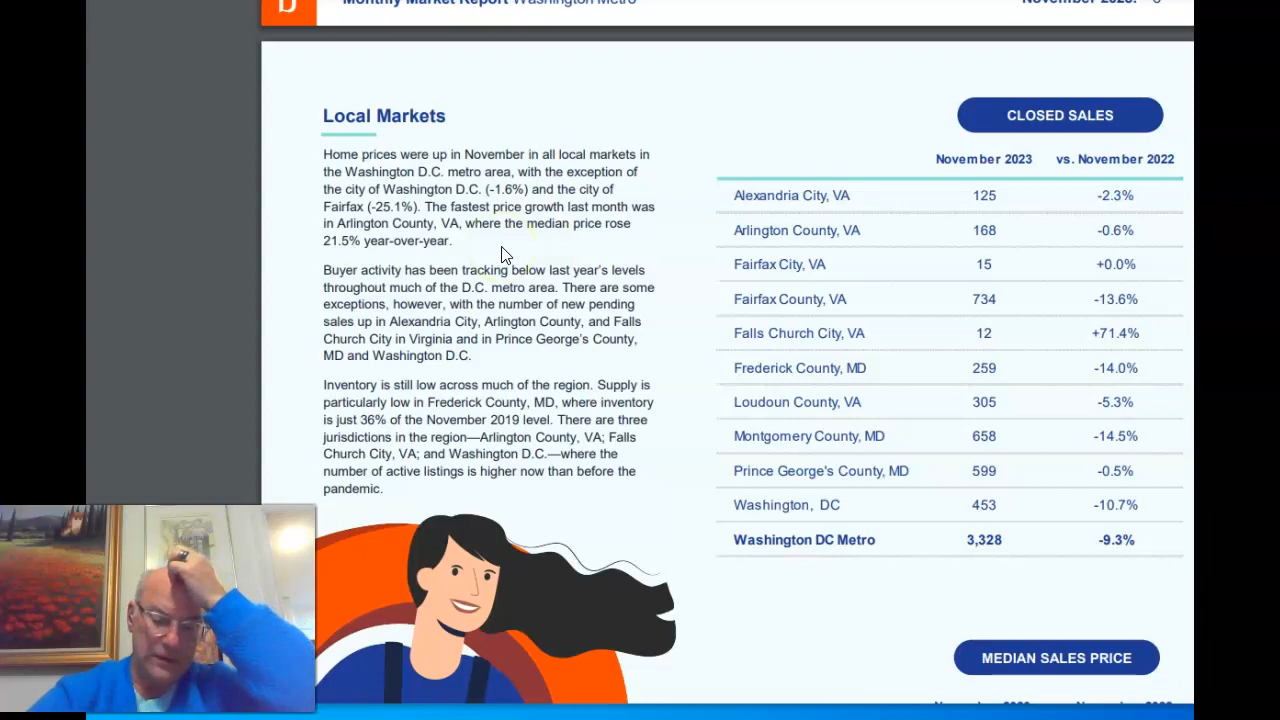 Monthly Market Report Washington Metro
November 2023:
Local Markets
Home prices were up in November in all local markets in
the Washington D.C. metro area, with the exception of
the city of Washington D.C. (-1.6%) and the city of
Fairfax (-25.1%). The fastest price growth last month was
in Arlington County, VA, where the median price rose
21.5% year-over-year.
Buyer activity has been tracking below last year's levels
throughout much of the D.C. metro area. There are some
exceptions, however, with the number of new pending
sales up in Alexandria City, Arlington County, and Falls
Church City in Virginia and in Prince George's County,
MD and Washington D.C.
Inventory is still low across much of the region. Supply is
particularly low in Frederick County, MD, where inventory
is just 36% of the November 2019 level. There are three
jurisdictions in the region—Arlington County, VA; Falls
Church City, VA; and Washington D.C.—where the
number of active listings is higher now than before the
pandemic.
CLOSED SALES
November 2023 vs. November 2022
Alexandria City, VA 125 -2.3%
Arlington County, VA 168 -0.6%
Fairfax City, VA 15 +0.0%
Fairfax County, VA 734 -13.6%
Falls Church City, VA 12 +71.4%
Frederick County, MD 259 -14.0%
Loudoun County, VA 305 -5.3%
Montgomery County, MD 658 -14.5%
Prince George's County, MD 599 -0.5%
Washington, DC 453 -10.7%
Washington DC Metro 3,328 -9.3%
MEDIAN SALES PRICE